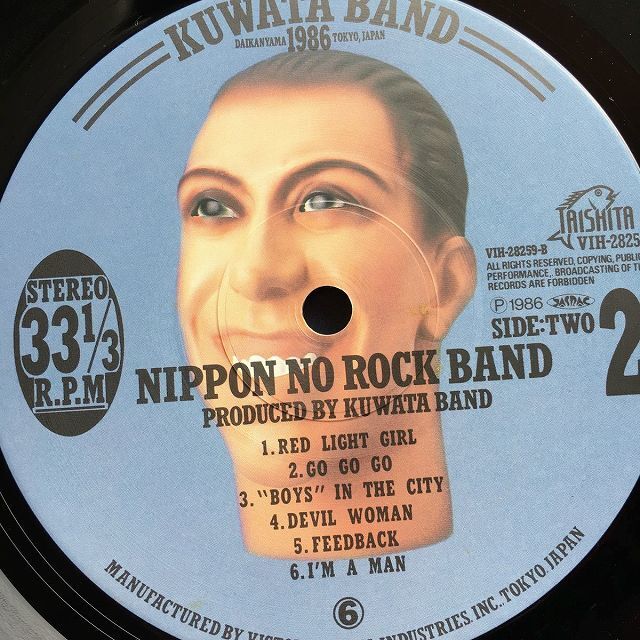 KUWATA BAND
DAIKANYAMA 1986 TOKYO, JAPAN
TAISHITA
VIH-2825
VIH-28259-B
ALL RIGHTS RESERVED, COPYING, PUBLIC
PERFORMANCE, BROADCASTING OF
RECORDS ARE FORBIDDEN
Ⓟ1986
SIDE:TWO
2
STEREO
33 1/3
R.P.M
NIPPON NO ROCK BAND
PRODUCED BY KUWATA BAND
1.RED LIGHT GIRL
2.GO GO GO
3."BOYS" IN THE CITY
4.DEVIL WOMAN
5.FEEDBACK
6.I'M A MAN
MANUFACTURED BY INDUSTRIES, INC. TOKYO, JAPAN
6